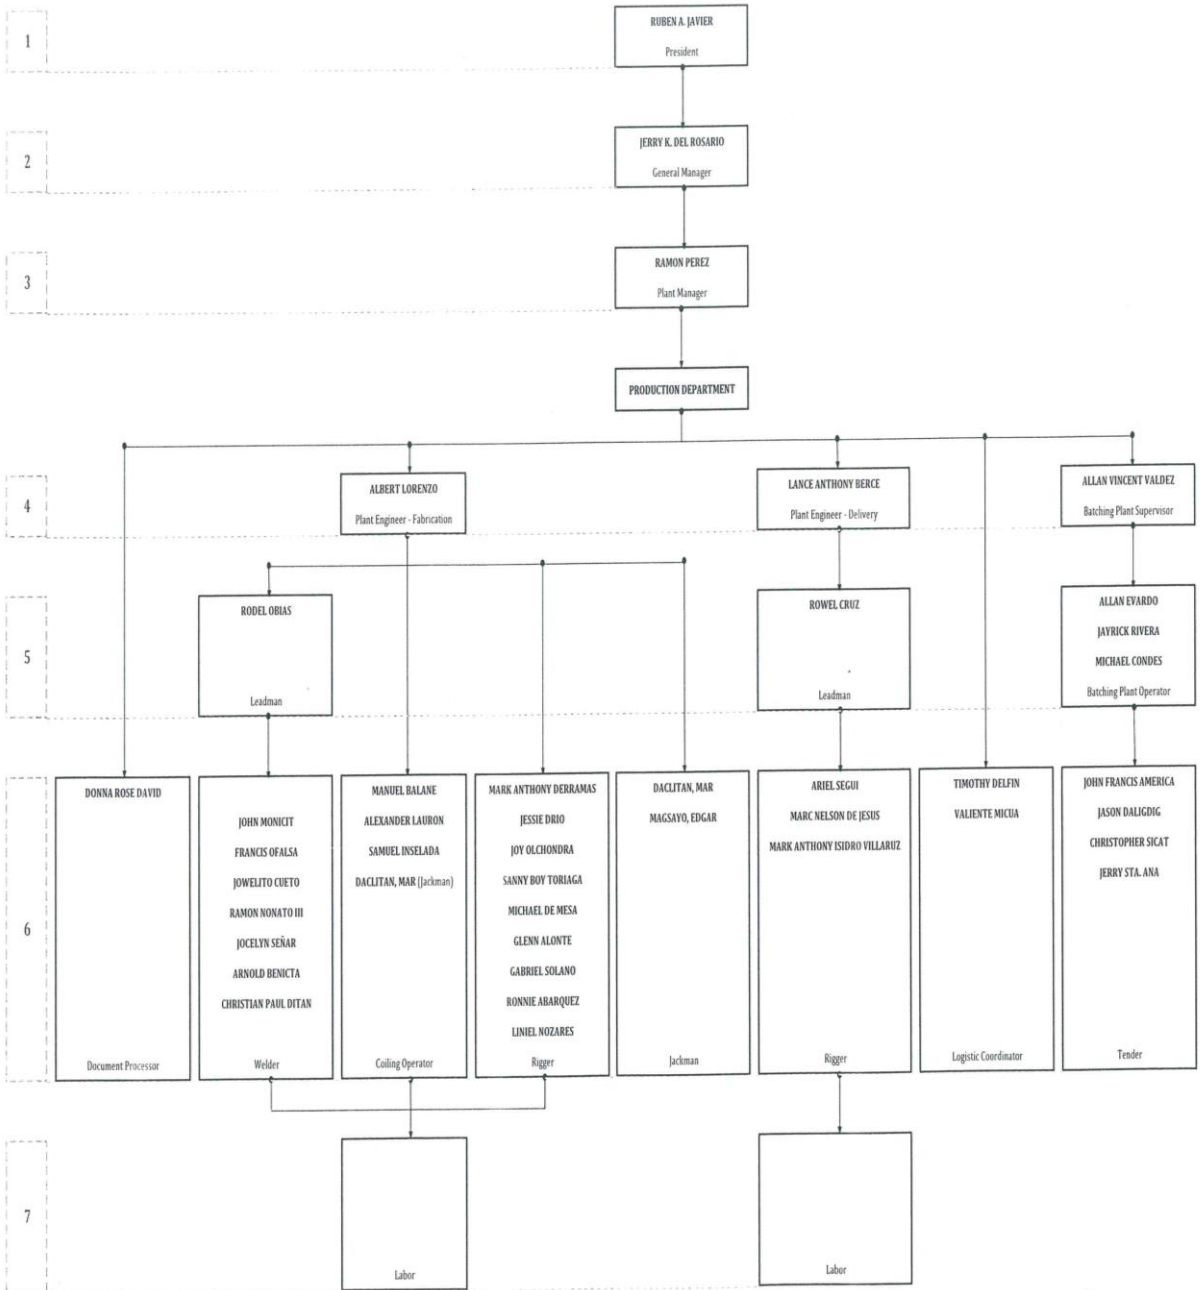 1
RUBEN A. JAVIER
President
2
JERRY K. DEL ROSARIO
General Manager
3
RAMON PEREZ
Plant Manager
PRODUCTION DEPARTMENT
4
ALBERT LORENZO
Plant Engineer - Fabrication
LANCE ANTHONY BERCE
Plant Engineer - Delivery
ALLAN VINCENT VALDEZ
Batching Plant Supervisor
5
RODEL OBIAS
Leadman
ROWEL CRUZ
Leadman
ALLAN EVARDO
JAYRICK RIVERA
MICHAEL CONDES
Batching Plant Operator
6
DONNA ROSE DAVID
Document Processor
JOHN MONICIT
FRANCIS OFALSA
JOWELITO CUETO
RAMON NONATO III
JOCELYN SEÑAR
ARNOLD BENICTA
CHRISTIAN PAUL DITAN
Welder
MANUEL BALANE
ALEXANDER LAURON
SAMUEL INSELADA
DACLITAN, MAR (Jackman)
Coiling Operator
MARK ANTHONY DERRAMAS
JESSIE DRIO
JOY OLCHONDRA
SANNY BOY TORIAGA
MICHAEL DE MESA
GLENN ALONTE
GABRIEL SOLANO
RONNIE ABARQUEZ
LINIEL NOZARES
Rigger
DACLITAN, MAR
MAGSAYO, EDGAR
Jackman
ARIEL SEGUI
MARC NELSON DE JESUS
MARK ANTHONY ISIDRO VILLARUZ
Rigger
TIMOTHY DELFIN
VALIENTE MICUA
Logistic Coordinator
JOHN FRANCIS AMERICA
JASON DALIGDIG
CHRISTOPHER SICAT
JERRY STA. ANA
Tender
7
Labor
Labor